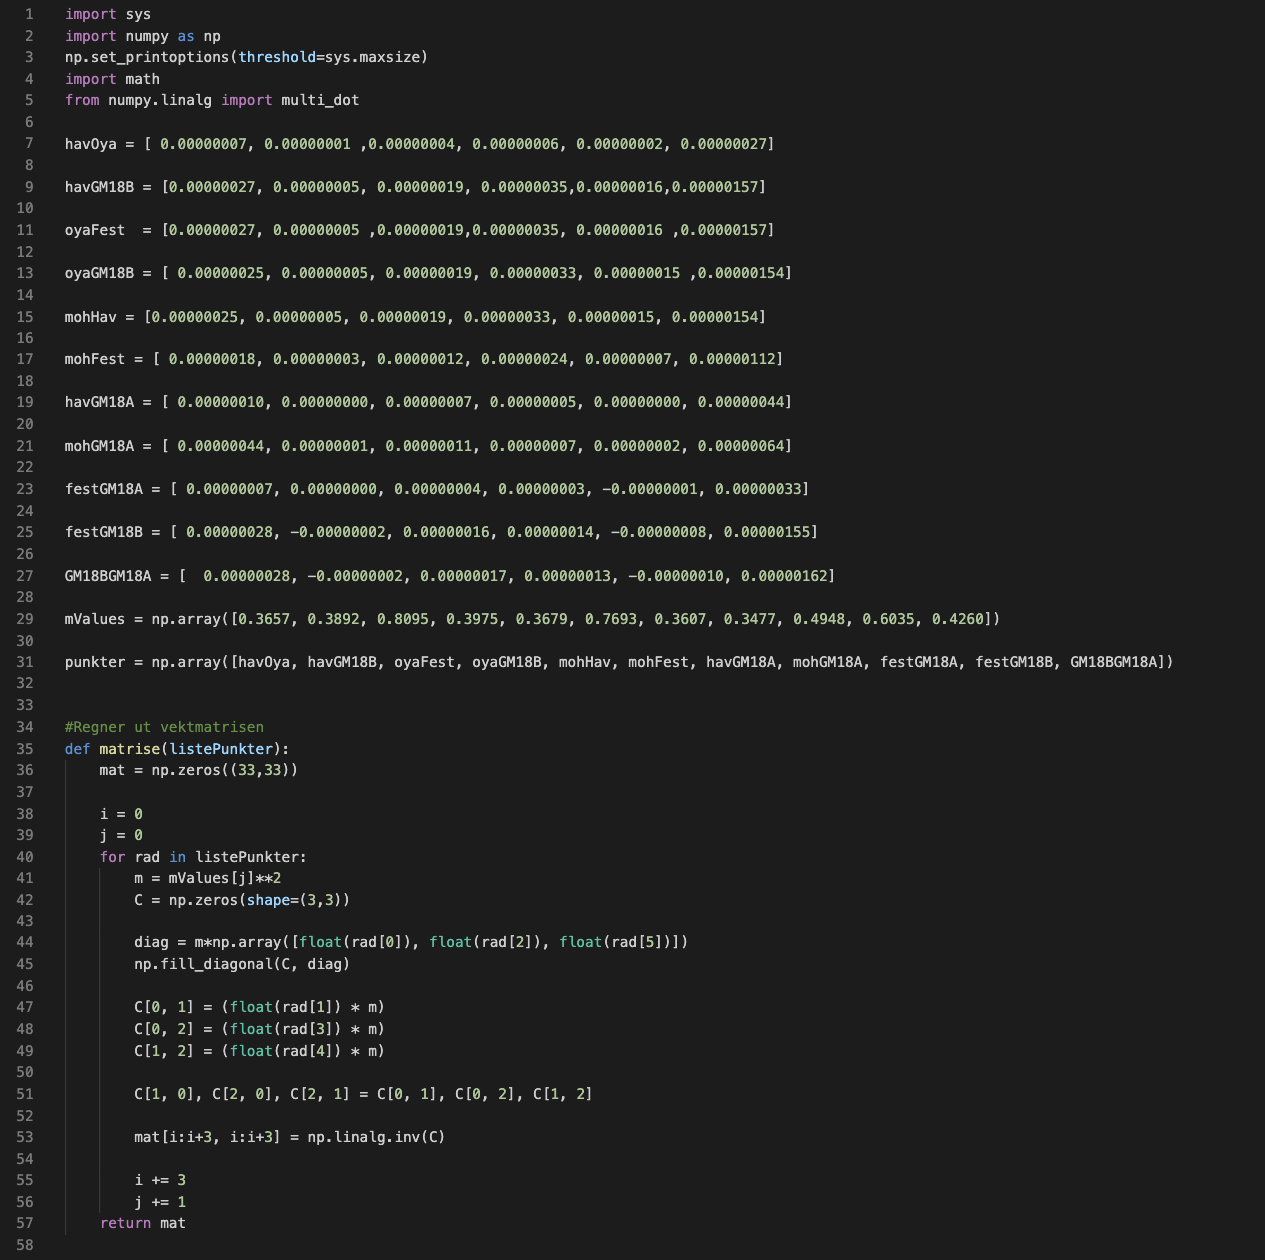 1 import sys
2 import numpy as np
3 np.set_printoptions(threshold=sys.maxsize)
4 import math
5 from numpy.linalg import multi_dot
6
7 havOya = [ 0.00000007, 0.00000001 ,0.00000004, 0.00000006, 0.00000002, 0.00000027]
8
9 havGM18B = [0.00000027, 0.00000005, 0.00000019, 0.00000035,0.00000016,0.00000157]
10
11 oyaFest  = [0.00000027, 0.00000005 ,0.00000019,0.00000035, 0.00000016 ,0.00000157]
12
13 oyaGM18B = [ 0.00000025, 0.00000005, 0.00000019, 0.00000033, 0.00000015 ,0.00000154]
14
15 mohHav = [0.00000025, 0.00000005, 0.00000019, 0.00000033, 0.00000015, 0.00000154]
16
17 mohFest = [ 0.00000018, 0.00000003, 0.00000012, 0.00000024, 0.00000007, 0.00000112]
18
19 havGM18A = [ 0.00000010, 0.00000000, 0.00000007, 0.00000005, 0.00000000, 0.00000044]
20
21 mohGM18A = [ 0.00000044, 0.00000001, 0.00000011, 0.00000007, 0.00000002, 0.00000064]
22
23 festGM18A = [ 0.00000007, 0.00000000, 0.00000004, 0.00000003, -0.00000001, 0.00000033]
24
25 festGM18B = [ 0.00000028, -0.00000002, 0.00000016, 0.00000014, -0.00000008, 0.00000155]
26
27 GM18BGM18A = [  0.00000028, -0.00000002, 0.00000017, 0.00000013, -0.00000010, 0.00000162]
28
29 mValues = np.array([0.3657, 0.3892, 0.8095, 0.3975, 0.3679, 0.7693, 0.3607, 0.3477, 0.4948, 0.6035, 0.4260])
30
31 punkter = np.array([havOya, havGM18B, oyaFest, oyaGM18B, mohHav, mohFest, havGM18A, mohGM18A, festGM18A, festGM18B, GM18BGM18A])
32
33
34 #Regner ut vektmatrisen
35 def matrise(listePunkter):
36     mat = np.zeros((33,33))
37
38     i = 0
39     j = 0
40     for rad in listePunkter:
41         m = mValues[j]**2
42         C = np.zeros(shape=(3,3))
43
44         diag = m*np.array([float(rad[0]), float(rad[2]), float(rad[5])])
45         np.fill_diagonal(C, diag)
46
47         C[0, 1] = (float(rad[1]) * m)
48         C[0, 2] = (float(rad[3]) * m)
49         C[1, 2] = (float(rad[4]) * m)
50
51         C[1, 0], C[2, 0], C[2, 1] = C[0, 1], C[0, 2], C[1, 2]
52
53         mat[i:i+3, i:i+3] = np.linalg.inv(C)
54
55         i += 3
56         j += 1
57     return mat
58